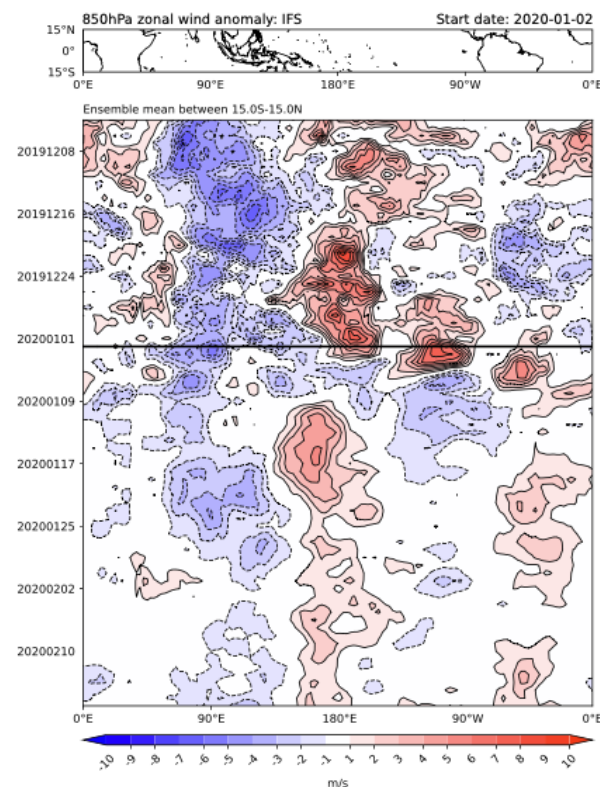 850hPa zonal wind anomaly: IFS Start date: 2020-01-02
15°N
0°
15°S
0°E 90°E 180°E 90°W 0°E
Ensemble mean between 15.0S-15.0N
20191208
20191216
20191224
20200101
20200109
20200117
20200125
20200202
20200210
0°E 90°E 180°E 90°W 0°E
-10 -9 -8 -7 -6 -5 -4 -3 -2 -1 1 2 3 4 5 6 7 8 9 10
m/s